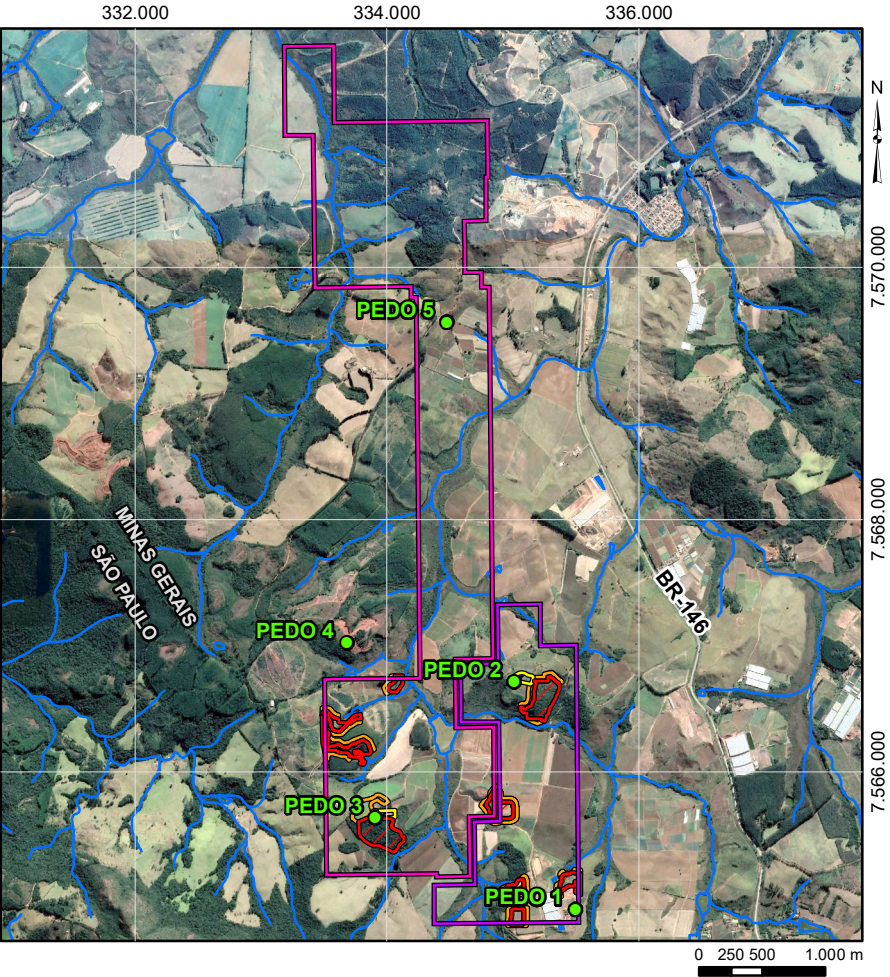 332.000 334.000 336.000
N
7.570.000
PEDO 5
7.568.000
MINAS GERAIS
SÃO PAULO
BR-146
PEDO 4
PEDO 2
7.566.000
PEDO 3
PEDO 1
0 250 500 1.000 m